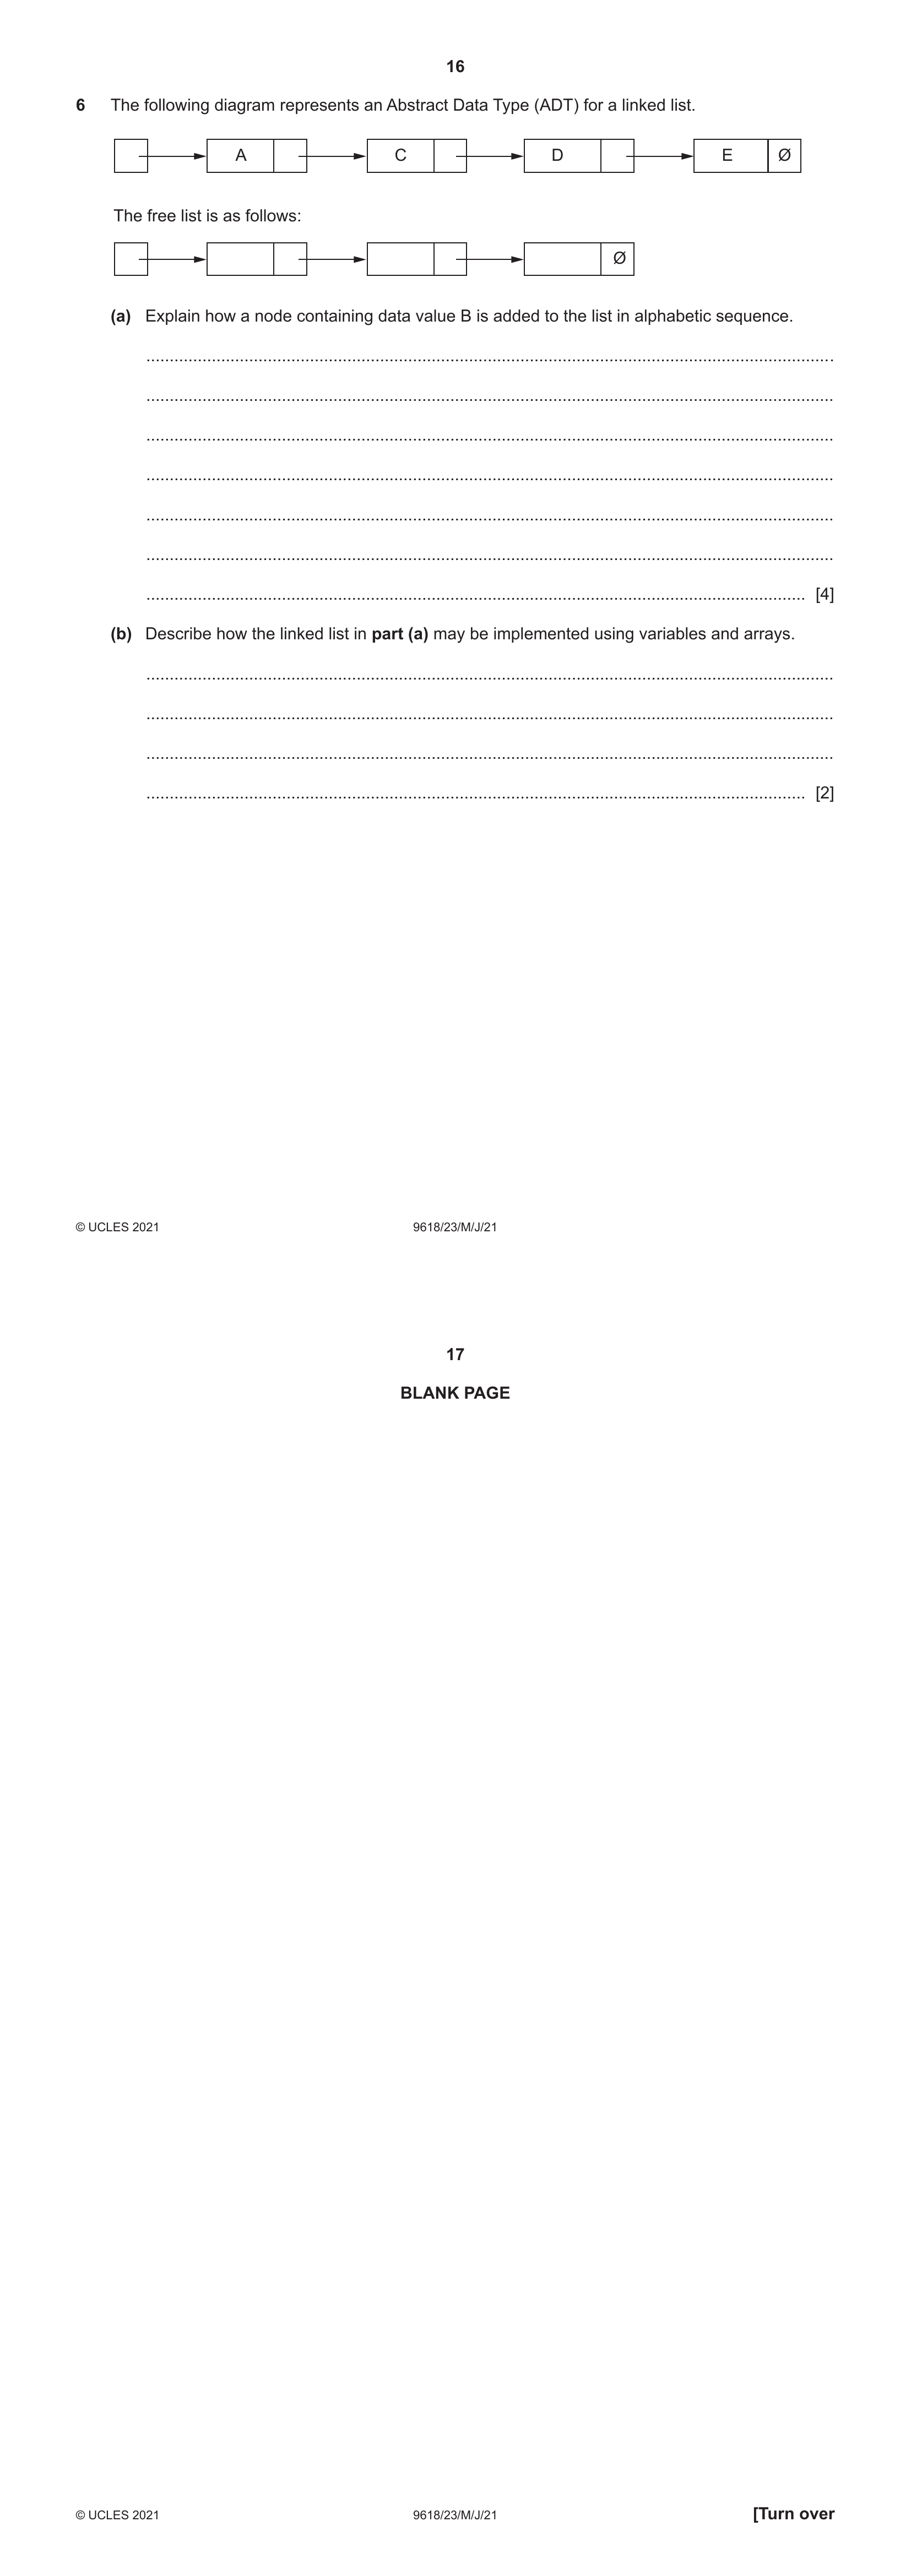 16
6 The following diagram represents an Abstract Data Type (ADT) for a linked list.
A C D E Ø
The free list is as follows:
Ø
(a) Explain how a node containing data value B is added to the list in alphabetic sequence.
[4]
(b) Describe how the linked list in part (a) may be implemented using variables and arrays.
[2]
© UCLES 2021 9618/23/M/J/21
17
BLANK PAGE
© UCLES 2021 9618/23/M/J/21 [Turn over